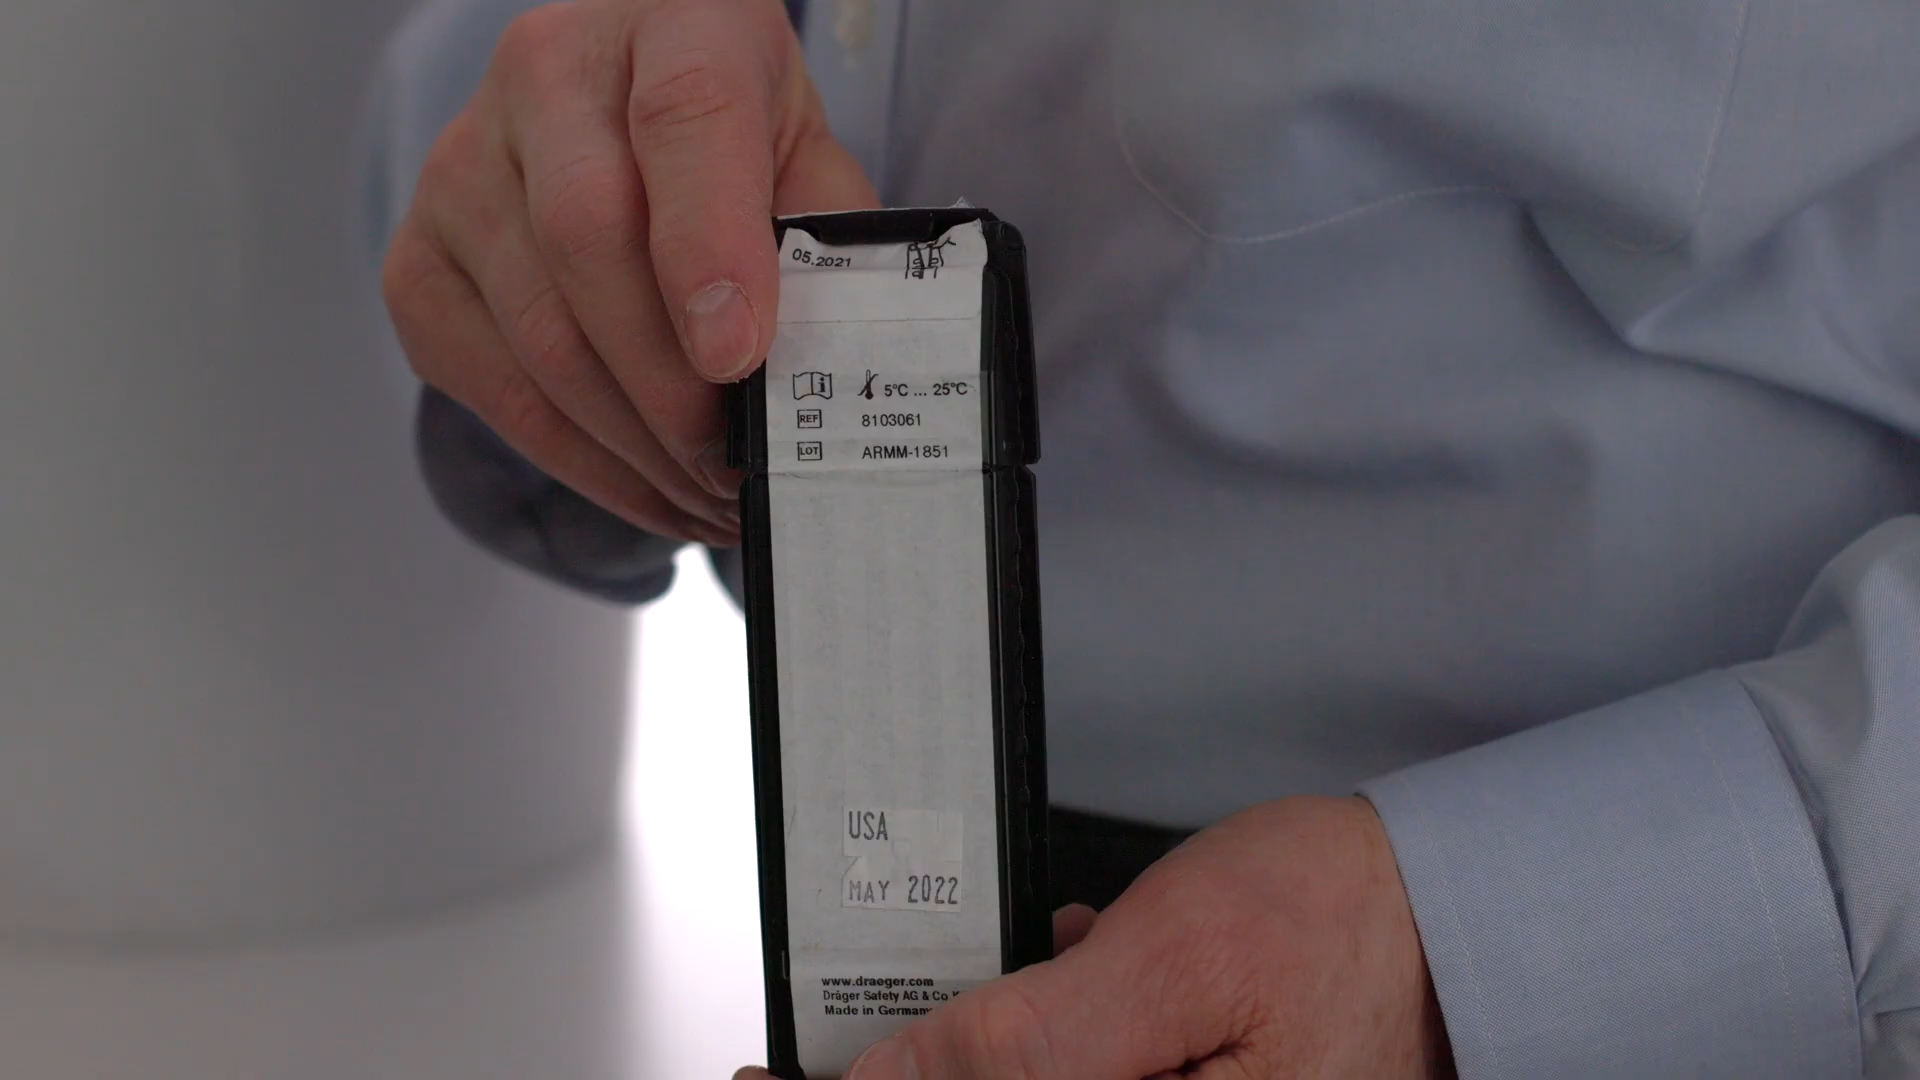 05.2021
5°C ... 25°C
REF 8103061
LOT ARMM-1851
USA
MAY 2022
www.draeger.com
Dräger Safety AG & Co
Made in German